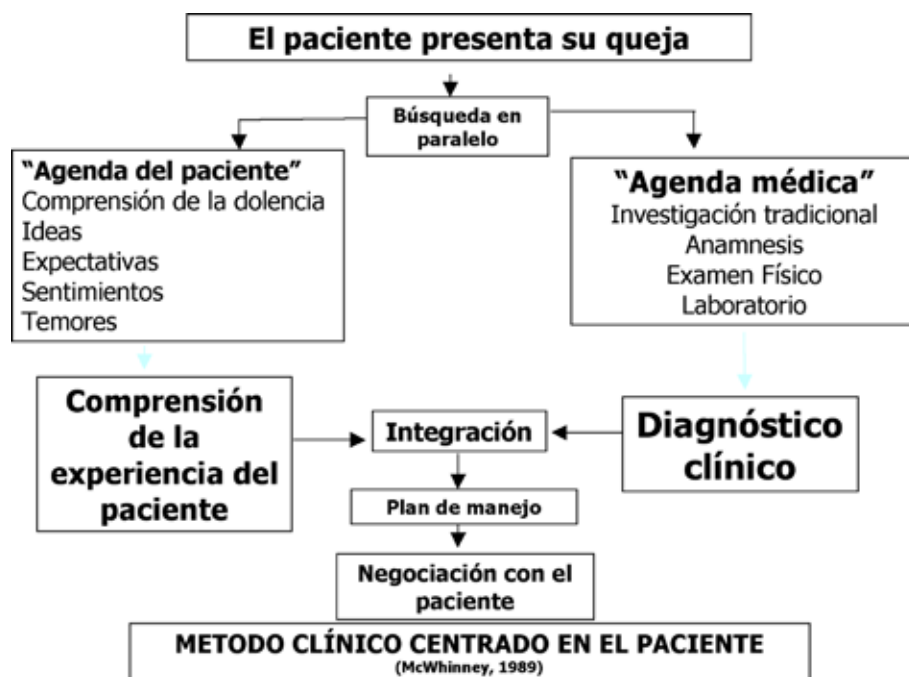 El paciente presenta su queja
Búsqueda en
paralelo
“Agenda del paciente”
Comprensión de la dolencia
Ideas
Expectativas
Sentimientos
Temores
“Agenda médica”
Investigación tradicional
Anamnesis
Examen Físico
Laboratorio
Comprensión
de la
experiencia del
paciente
Integración
Diagnóstico
clínico
Plan de manejo
Negociación con el
paciente
METODO CLÍNICO CENTRADO EN EL PACIENTE
(McWhinney, 1989)